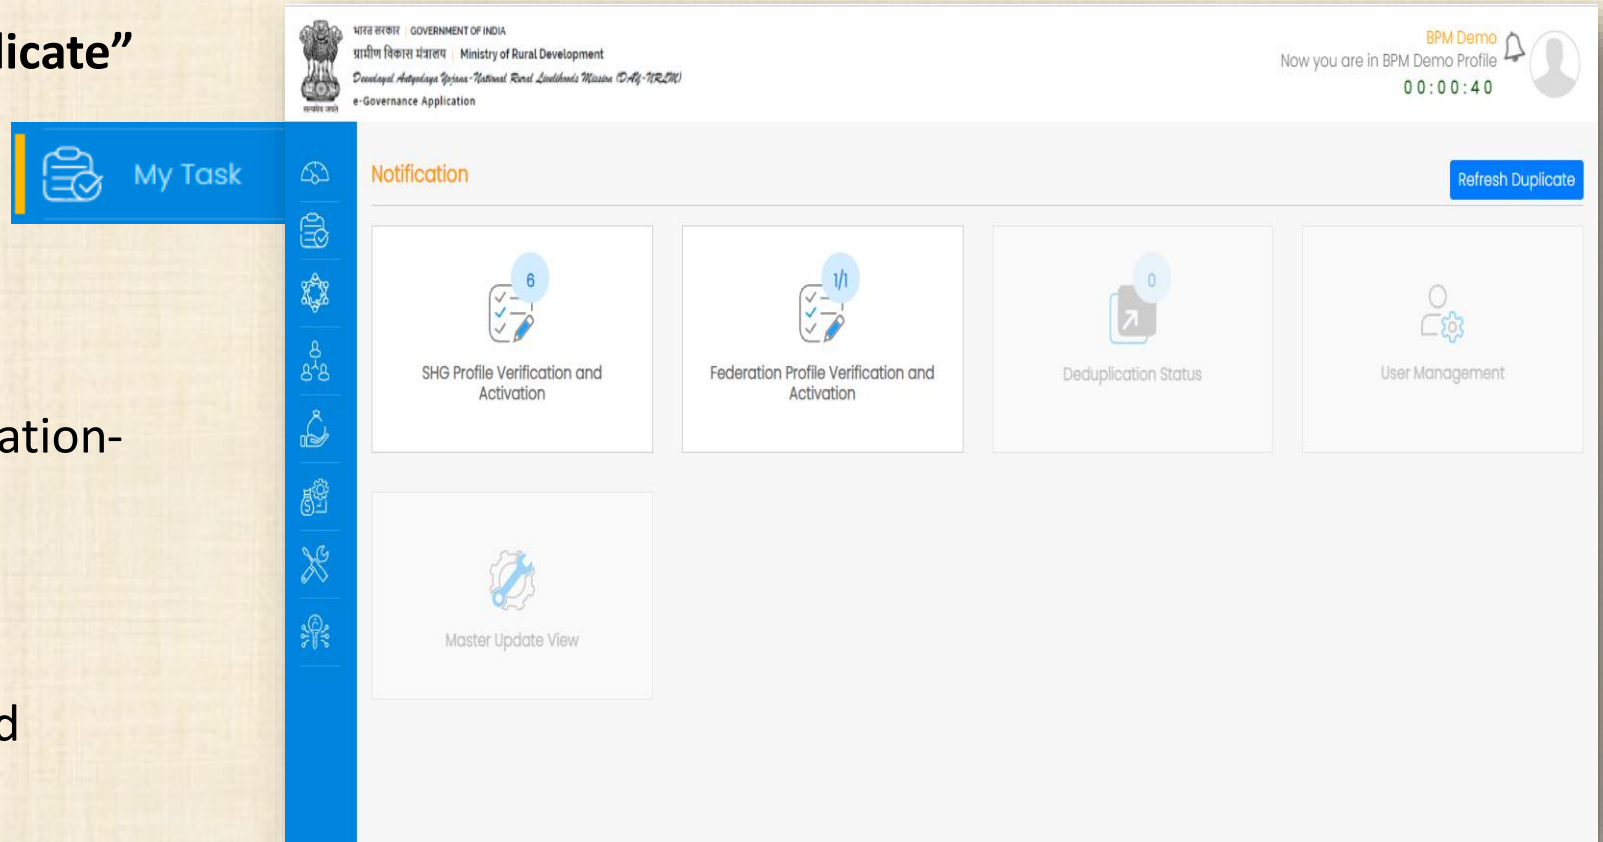 licate”
My Task
ation-
d
भारत सरकार | GOVERNMENT OF INDIA
ग्रामीण विकास मंत्रालय | Ministry of Rural Development
Deendayal Antyodaya Yojana-National Rural Livelihoods Mission (DAY-NRLM)
e-Governance Application
सत्यमेव जयते
BPM Demo
Now you are in BPM Demo Profile
00:00:40
Notification
Refresh Duplicate
6
SHG Profile Verification and
Activation
1/1
Federation Profile Verification and
Activation
0
Deduplication Status
User Management
Master Update View